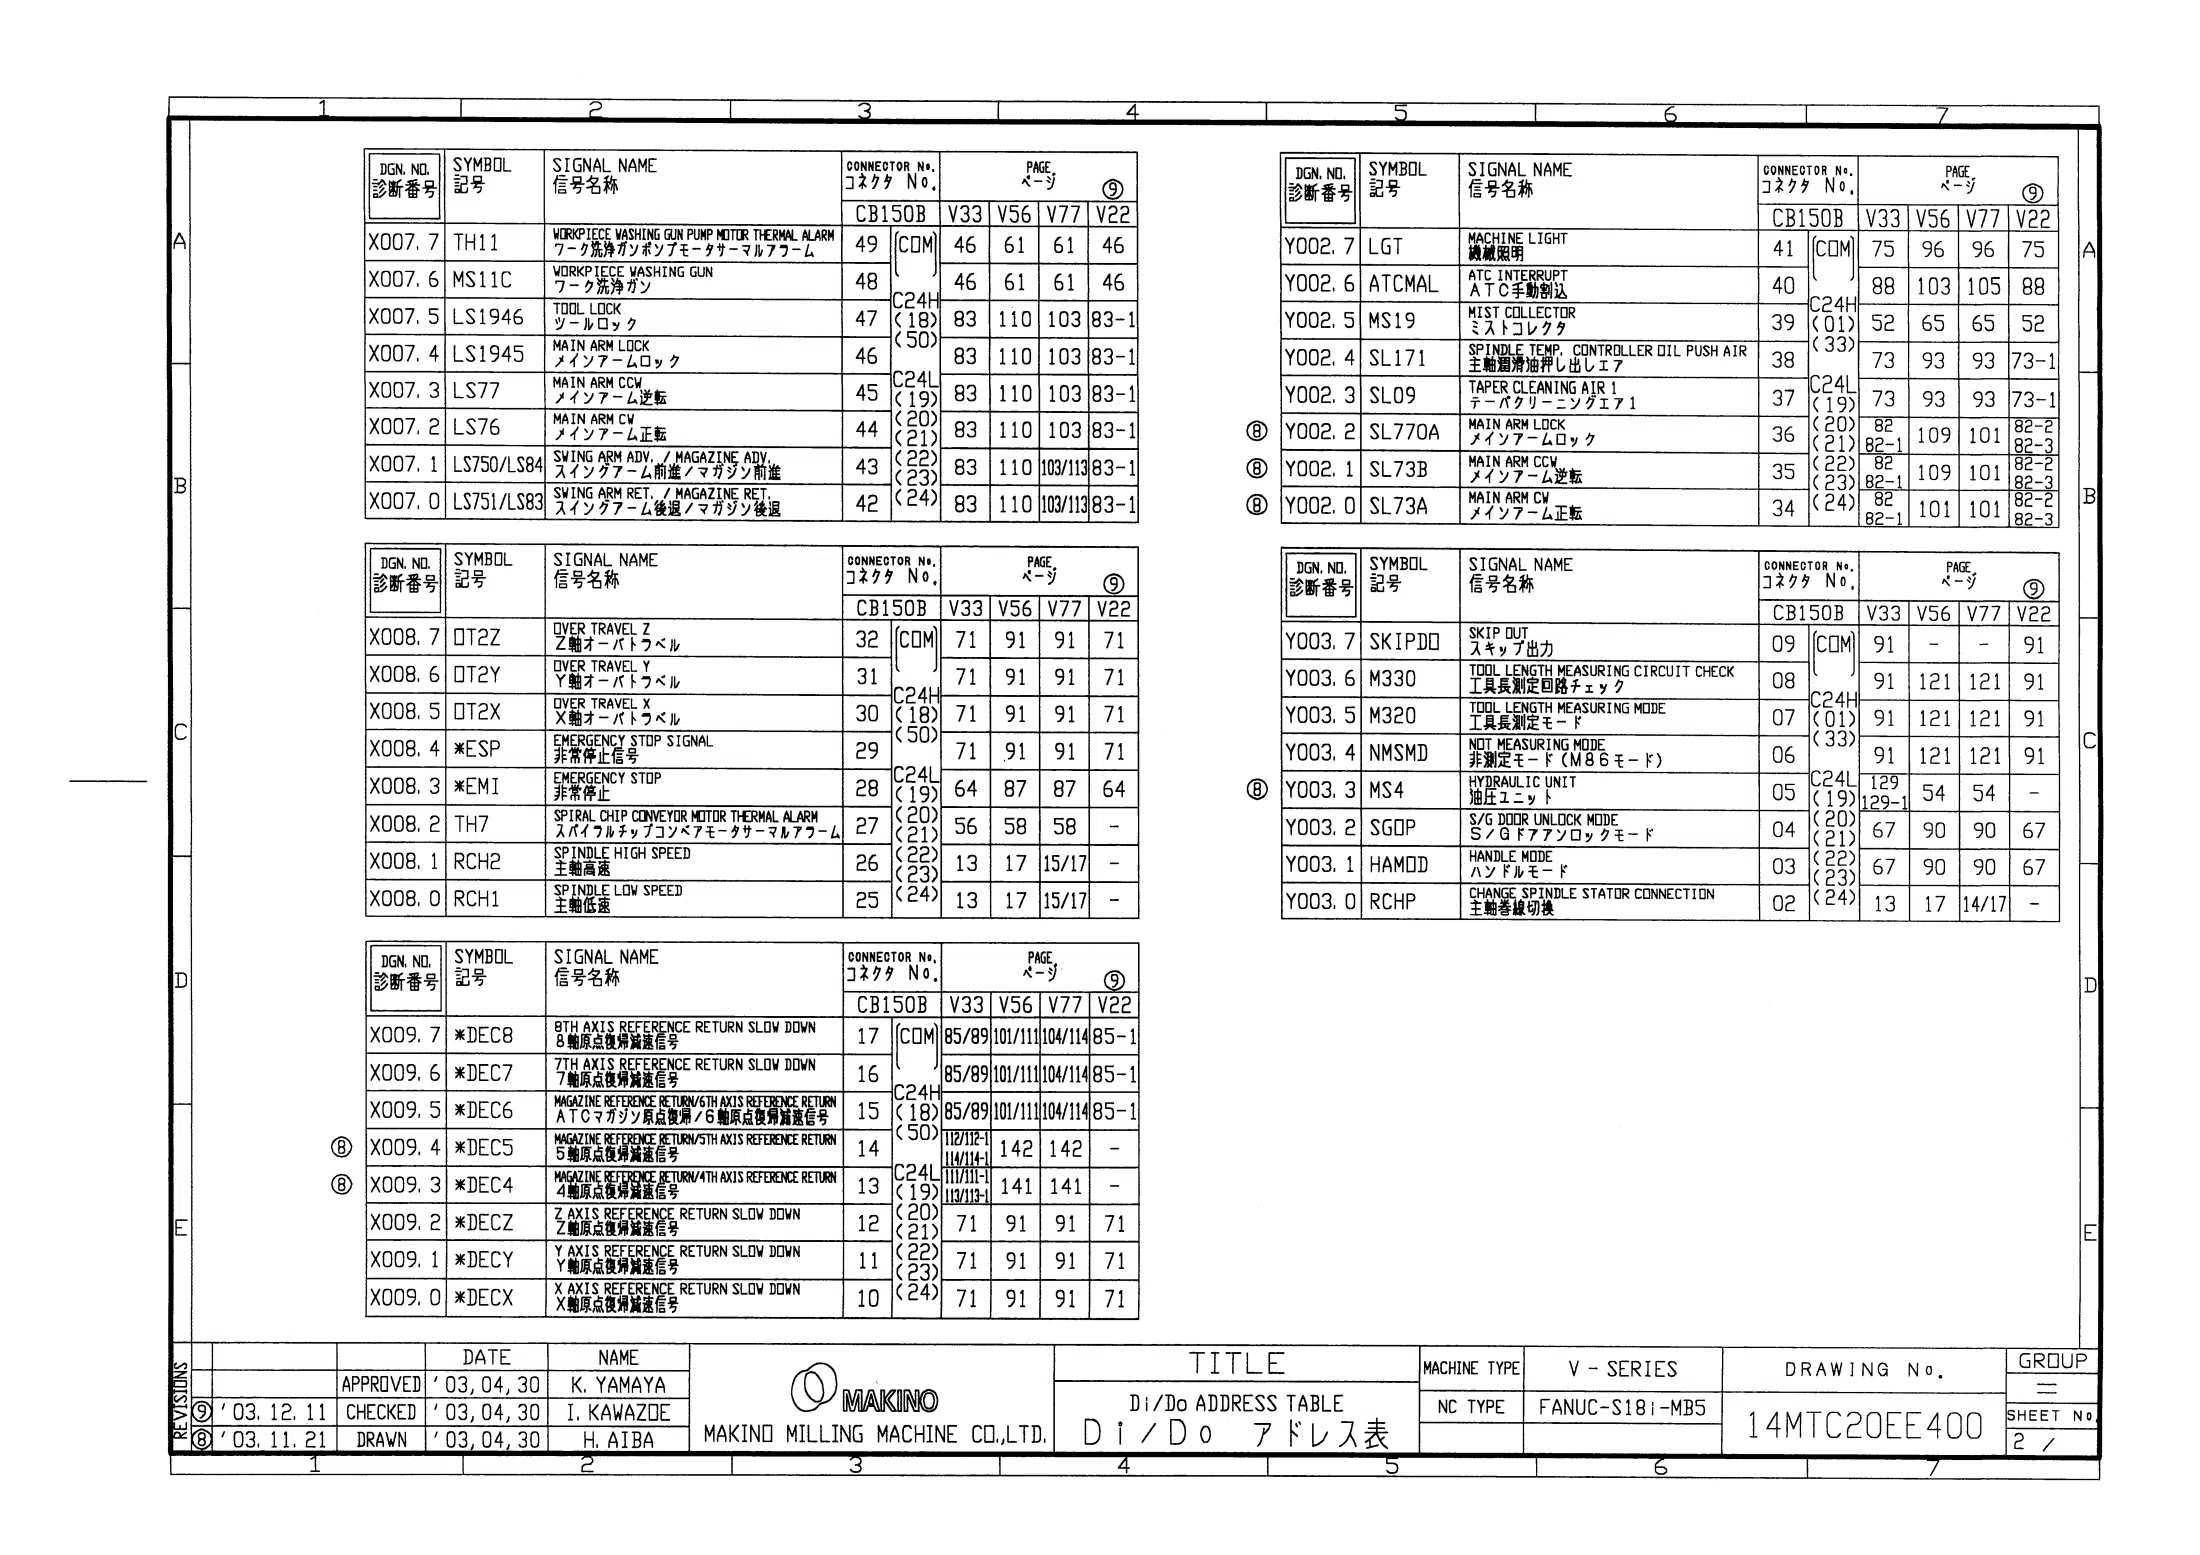 1 2 3 4 5 6 7
DGN. NO. SYMBOL SIGNAL NAME CONNECTOR No. PAGE.
診断番号 記号 信号名称 コネクタ No. ページ ⑨
CB150B V33 V56 V77 V22
X007. 7 TH11 WORKPIECE WASHING GUN PUMP MOTOR THERMAL ALARM 49 (COM) 46 61 61 46
ワーク洗浄ガンポンプモータサーマルアラーム
X007. 6 MS11C WORKPIECE WASHING GUN 48 46 61 61 46
ワーク洗浄ガン
C24H
X007. 5 LS1946 TOOL LOCK 47 (18) 83 110 103 83-1
ツールロック
(50)
X007. 4 LS1945 MAIN ARM LOCK 46 83 110 103 83-1
メインアームロック
C24L
X007. 3 LS77 MAIN ARM CCW 45 (19) 83 110 103 83-1
メインアーム逆転
(20)
X007. 2 LS76 MAIN ARM CW 44 (21) 83 110 103 83-1
メインアーム正転
(22)
X007. 1 LS750/LS84 SWING ARM ADV. / MAGAZINE ADV. 43 (23) 83 110 103/113 83-1
スイングアーム前進/マガジン前進
X007. 0 LS751/LS83 SWING ARM RET. / MAGAZINE RET. 42 (24) 83 110 103/113 83-1
スイングアーム後退/マガジン後退
DGN. NO. SYMBOL SIGNAL NAME CONNECTOR No. PAGE.
診断番号 記号 信号名称 コネクタ No. ページ ⑨
CB150B V33 V56 V77 V22
X008. 7 OT2Z OVER TRAVEL Z 32 (COM) 71 91 91 71
Z軸オーバトラベル
X008. 6 OT2Y OVER TRAVEL Y 31 71 91 91 71
Y軸オーバトラベル
C24H
X008. 5 OT2X OVER TRAVEL X 30 (18) 71 91 91 71
X軸オーバトラベル
(50)
X008. 4 *ESP EMERGENCY STOP SIGNAL 29 71 91 91 71
非常停止信号
C24L
X008. 3 *EMI EMERGENCY STOP 28 (19) 64 87 87 64
非常停止
(20)
X008. 2 TH7 SPIRAL CHIP CONVEYOR MOTOR THERMAL ALARM 27 (21) 56 58 58 -
スパイラルチップコンベアモータサーマルアラーム
(22)
X008. 1 RCH2 SPINDLE HIGH SPEED 26 (23) 13 17 15/17 -
主軸高速
X008. 0 RCH1 SPINDLE LOW SPEED 25 (24) 13 17 15/17 -
主軸低速
DGN. NO. SYMBOL SIGNAL NAME CONNECTOR No. PAGE.
診断番号 記号 信号名称 コネクタ No. ページ ⑨
CB150B V33 V56 V77 V22
X009. 7 *DEC8 8TH AXIS REFERENCE RETURN SLOW DOWN 17 (COM) 85/89 101/111 104/114 85-1
8軸原点復帰減速信号
X009. 6 *DEC7 7TH AXIS REFERENCE RETURN SLOW DOWN 16 85/89 101/111 104/114 85-1
7軸原点復帰減速信号
C24H
X009. 5 *DEC6 MAGAZINE REFERENCE RETURN/6TH AXIS REFERENCE RETURN 15 (18) 85/89 101/111 104/114 85-1
ATCマガジン原点復帰/6軸原点復帰減速信号
(50)
⑧ X009. 4 *DEC5 MAGAZINE REFERENCE RETURN/5TH AXIS REFERENCE RETURN 14 112/112-1 114/114-1 142 142 -
5軸原点復帰減速信号
C24L
⑧ X009. 3 *DEC4 MAGAZINE REFERENCE RETURN/4TH AXIS REFERENCE RETURN 13 (19) 111/111-1 113/113-1 141 141 -
4軸原点復帰減速信号
(20)
X009. 2 *DECZ Z AXIS REFERENCE RETURN SLOW DOWN 12 (21) 71 91 91 71
Z軸原点復帰減速信号
(22)
X009. 1 *DECY Y AXIS REFERENCE RETURN SLOW DOWN 11 (23) 71 91 91 71
Y軸原点復帰減速信号
X009. 0 *DECX X AXIS REFERENCE RETURN SLOW DOWN 10 (24) 71 91 91 71
X軸原点復帰減速信号
DGN. NO. SYMBOL SIGNAL NAME CONNECTOR No. PAGE.
診断番号 記号 信号名称 コネクタ No. ページ ⑨
CB150B V33 V56 V77 V22
Y002. 7 LGT MACHINE LIGHT 41 (COM) 75 96 96 75
機械照明
Y002. 6 ATCMAL ATC INTERRUPT 40 88 103 105 88
ATC手動割込
C24H
Y002. 5 MS19 MIST COLLECTOR 39 (01) 52 65 65 52
ミストコレクタ
(33)
Y002. 4 SL171 SPINDLE TEMP. CONTROLLER OIL PUSH AIR 38 73 93 93 73-1
主軸潤滑油押し出しエア
C24L
Y002. 3 SL09 TAPER CLEANING AIR 1 37 (19) 73 93 93 73-1
テーパクリーニングエア1
(20)
⑧ Y002. 2 SL770A MAIN ARM LOCK 36 (21) 82 82-1 109 101 82-2 82-3
メインアームロック
(22)
⑧ Y002. 1 SL73B MAIN ARM CCW 35 (23) 82 82-1 109 101 82-2 82-3
メインアーム逆転
⑧ Y002. 0 SL73A MAIN ARM CW 34 (24) 82 82-1 101 101 82-2 82-3
メインアーム正転
DGN. NO. SYMBOL SIGNAL NAME CONNECTOR No. PAGE.
診断番号 記号 信号名称 コネクタ No. ページ ⑨
CB150B V33 V56 V77 V22
Y003. 7 SKIPDO SKIP OUT 09 (COM) 91 - - 91
スキップ出力
Y003. 6 M330 TOOL LENGTH MEASURING CIRCUIT CHECK 08 91 121 121 91
工具長測定回路チェック
C24H
Y003. 5 M320 TOOL LENGTH MEASURING MODE 07 (01) 91 121 121 91
工具長測定モード
(33)
Y003. 4 NMSMD NOT MEASURING MODE 06 91 121 121 91
非測定モード(M86モード)
C24L
⑧ Y003. 3 MS4 HYDRAULIC UNIT 05 (19) 129 129-1 54 54 -
油圧ユニット
(20)
Y003. 2 SGOP S/G DOOR UNLOCK MODE 04 (21) 67 90 90 67
S/Gドアアンロックモード
(22)
Y003. 1 HAMOD HANDLE MODE 03 (23) 67 90 90 67
ハンドルモード
Y003. 0 RCHP CHANGE SPINDLE STATOR CONNECTION 02 (24) 13 17 14/17 -
主軸巻線切換
A B C D E
A B C D E
REVISIONS
DATE NAME
APPROVED '03,04,30 K. YAMAYA
⑨ '03. 12. 11 CHECKED '03,04,30 I. KAWAZOE
⑧ '03. 11. 21 DRAWN '03,04,30 H. AIBA
MAKINO
MAKINO MILLING MACHINE CO.,LTD.
TITLE
Di/Do ADDRESS TABLE
Di/Do アドレス表
MACHINE TYPE V - SERIES
NC TYPE FANUC-S18i-MB5
DRAWING No.
14MTC20EE400
GROUP
=
SHEET No.
2 /
1 2 3 4 5 6 7